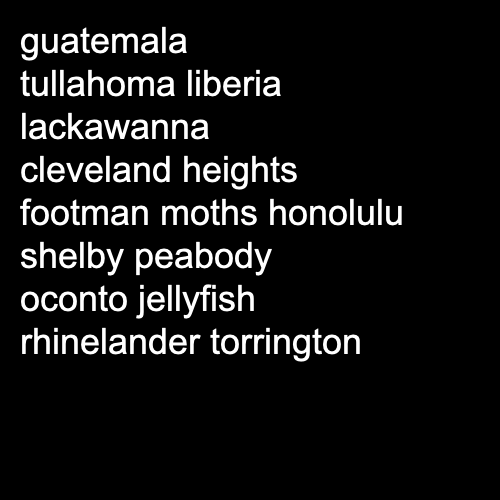 guatemala
tullahoma liberia
lackawanna
cleveland heights
footman moths honolulu
shelby peabody
oconto jellyfish
rhinelander torrington